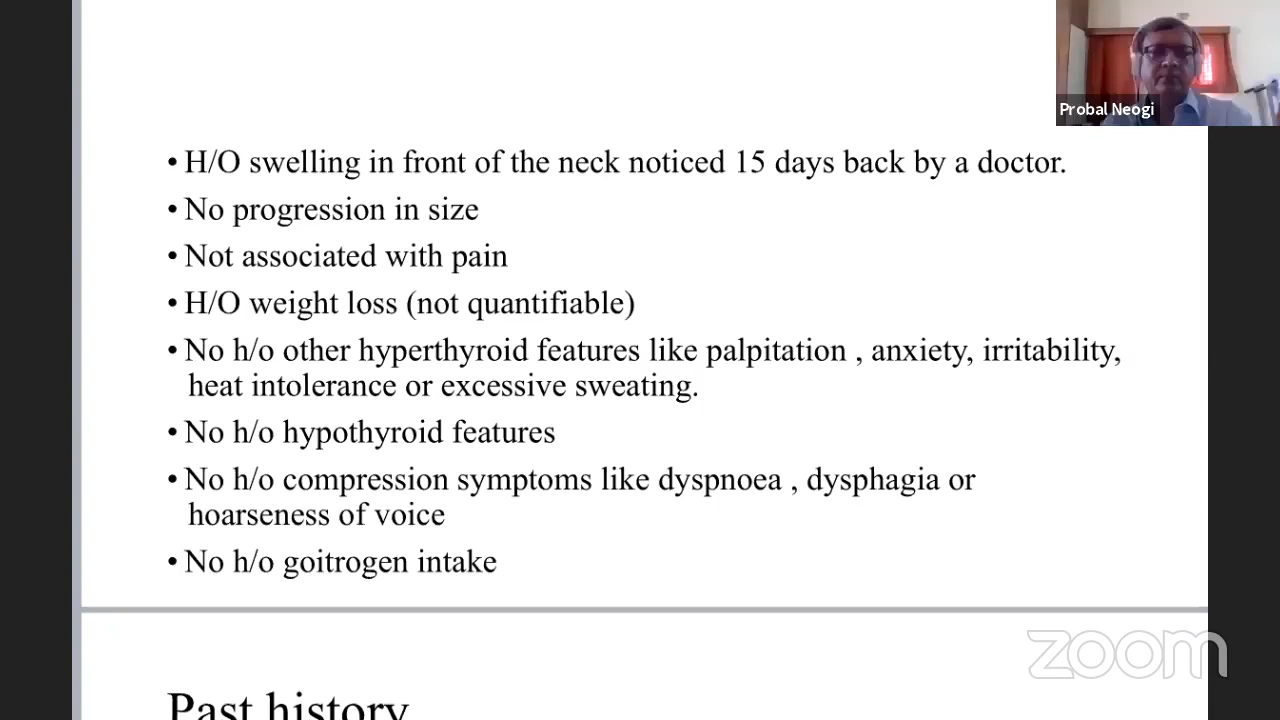 Probal Neogi
• H/O swelling in front of the neck noticed 15 days back by a doctor.
• No progression in size
• Not associated with pain
• H/O weight loss (not quantifiable)
• No h/o other hyperthyroid features like palpitation , anxiety, irritability,
heat intolerance or excessive sweating.
• No h/o hypothyroid features
• No h/o compression symptoms like dyspnoea , dysphagia or
hoarseness of voice
• No h/o goitrogen intake
zoom
Past history